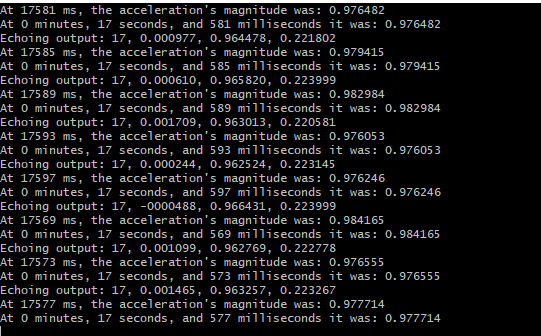 At 17581 ms, the acceleration's magnitude was: 0.976482
At 0 minutes, 17 seconds, and 581 milliseconds it was: 0.976482
Echoing output: 17, 0.000977, 0.964478, 0.221802
At 17585 ms, the acceleration's magnitude was: 0.979415
At 0 minutes, 17 seconds, and 585 milliseconds it was: 0.979415
Echoing output: 17, 0.000610, 0.965820, 0.223999
At 17589 ms, the acceleration's magnitude was: 0.982984
At 0 minutes, 17 seconds, and 589 milliseconds it was: 0.982984
Echoing output: 17, 0.001709, 0.963013, 0.220581
At 17593 ms, the acceleration's magnitude was: 0.976053
At 0 minutes, 17 seconds, and 593 milliseconds it was: 0.976053
Echoing output: 17, 0.000244, 0.962524, 0.223145
At 17597 ms, the acceleration's magnitude was: 0.976246
At 0 minutes, 17 seconds, and 597 milliseconds it was: 0.976246
Echoing output: 17, -0000488, 0.966431, 0.223999
At 17569 ms, the acceleration's magnitude was: 0.984165
At 0 minutes, 17 seconds, and 569 milliseconds it was: 0.984165
Echoing output: 17, 0.001099, 0.962769, 0.222778
At 17573 ms, the acceleration's magnitude was: 0.976555
At 0 minutes, 17 seconds, and 573 milliseconds it was: 0.976555
Echoing output: 17, 0.001465, 0.963257, 0.223267
At 17577 ms, the acceleration's magnitude was: 0.977714
At 0 minutes, 17 seconds, and 577 milliseconds it was: 0.977714